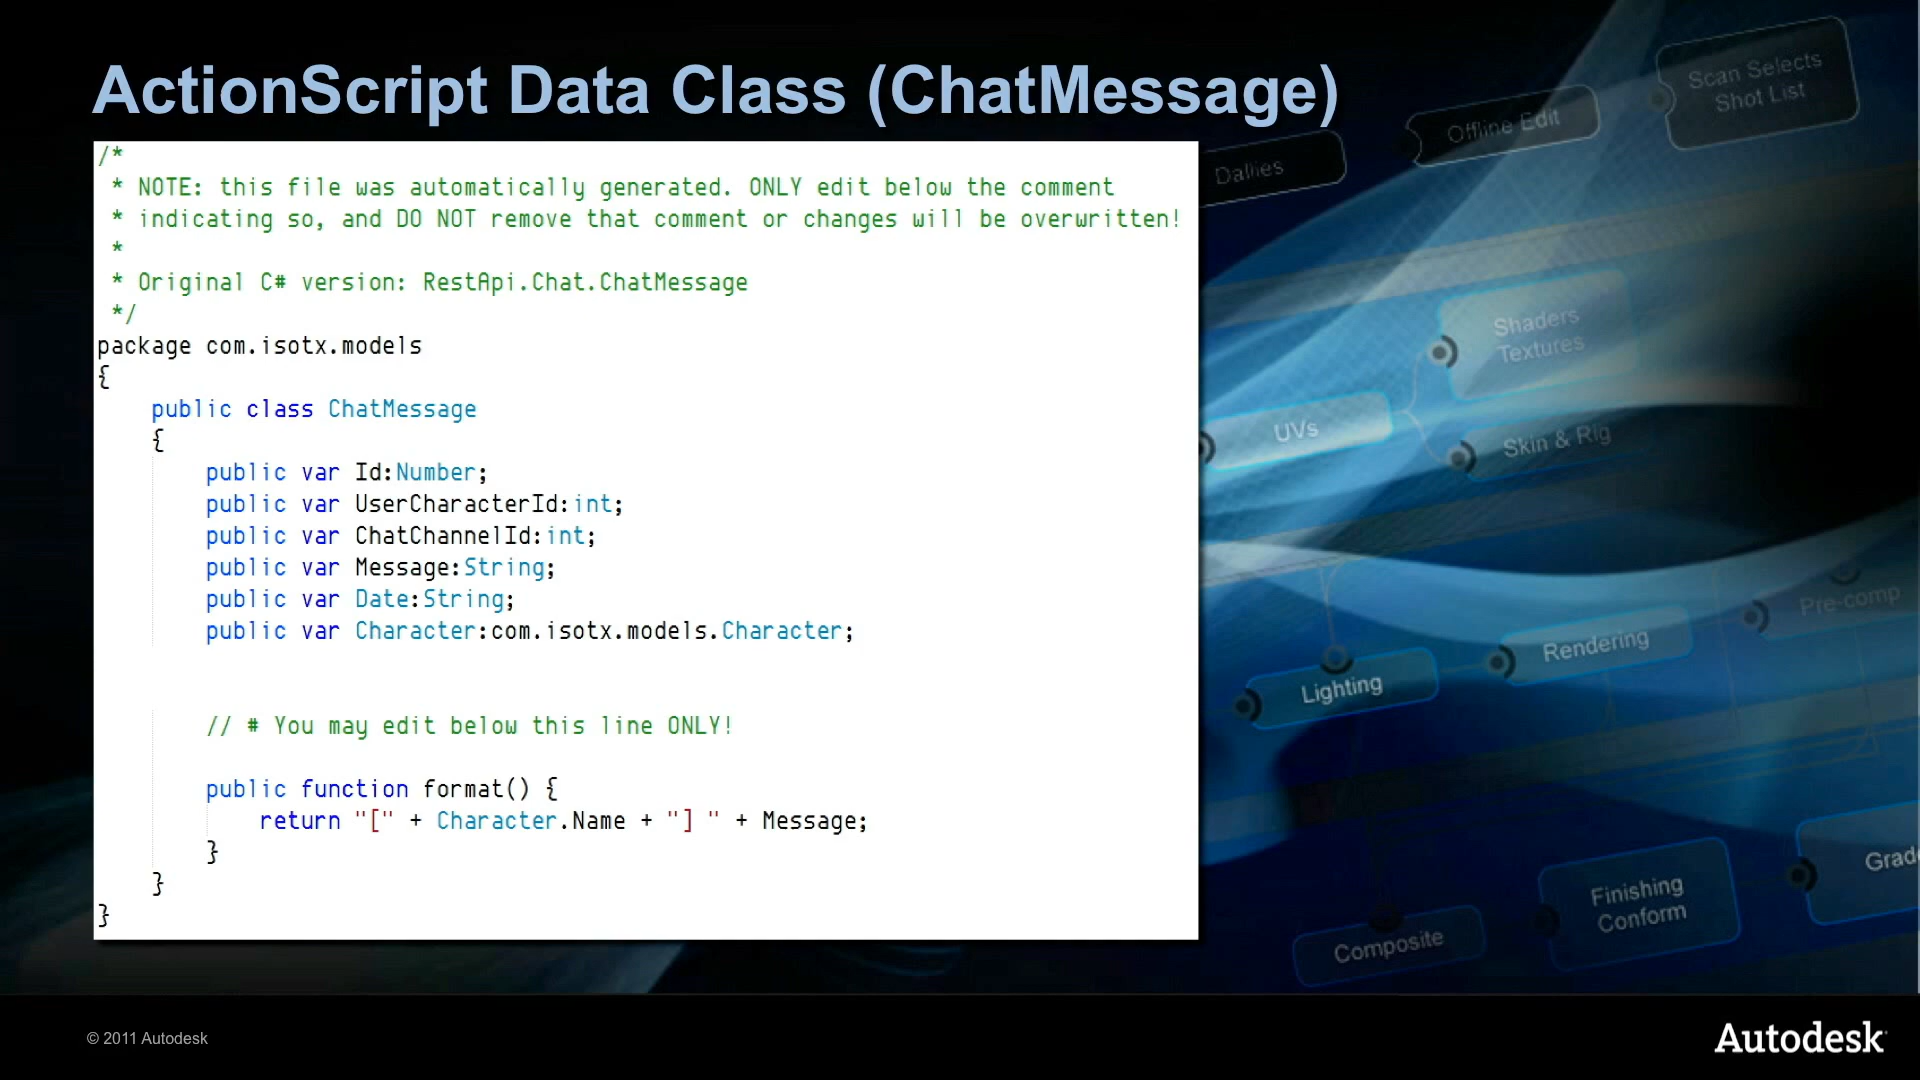 ActionScript Data Class (ChatMessage)
/*
 * NOTE: this file was automatically generated. ONLY edit below the comment
 * indicating so, and DO NOT remove that comment or changes will be overwritten!
 *
 * Original C# version: RestApi.Chat.ChatMessage
 */
package com.isotx.models
{
    public class ChatMessage
    {
        public var Id:Number;
        public var UserCharacterId:int;
        public var ChatChannelId:int;
        public var Message:String;
        public var Date:String;
        public var Character:com.isotx.models.Character;
        // # You may edit below this line ONLY!
        public function format() {
            return "[" + Character.Name + "] " + Message;
        }
    }
}
Scan Selects
Shot List
Offline Edit
Dailies
Shaders
Textures
UVs
Skin & Rig
Pre-comp
Rendering
Lighting
Grade
Finishing
Conform
Composite
© 2011 Autodesk
Autodesk